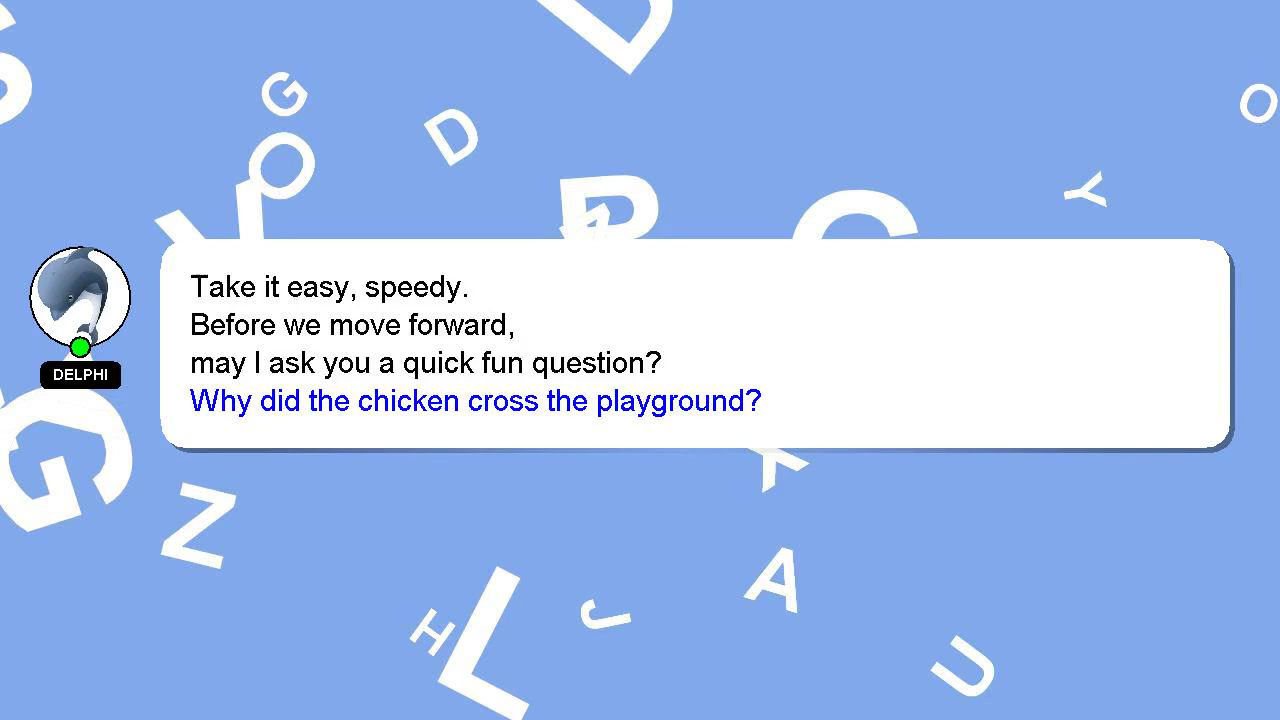 S
D
G
D
O
O
Y
V
R
Z
C
Take it easy, speedy.
Before we move forward,
may I ask you a quick fun question?
Why did the chicken cross the playground?
DELPHI
G
X
Z
A
H
L
J
U